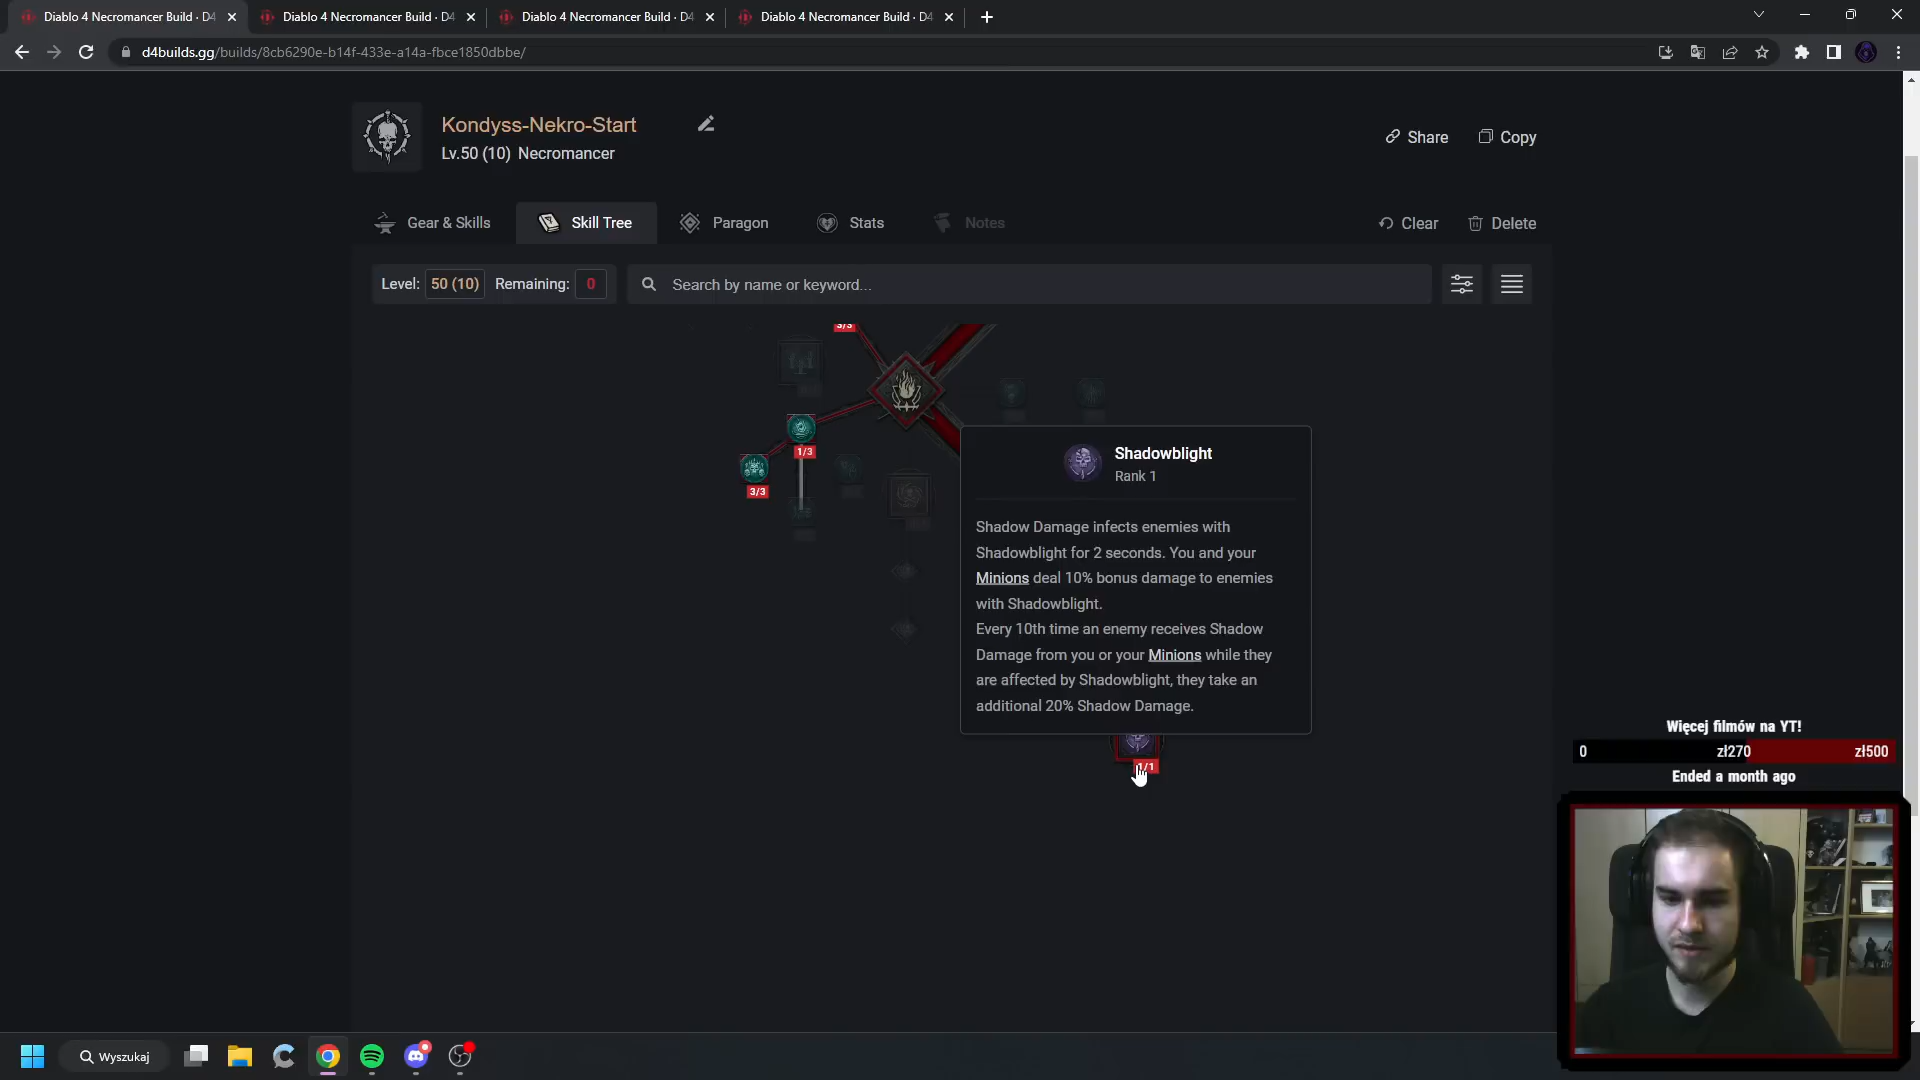 Diablo 4 Necromancer Build · D4
Diablo 4 Necromancer Build · D4
Diablo 4 Necromancer Build · D4
Diablo 4 Necromancer Build · D4
d4builds.gg/builds/8cb6290e-b14f-433e-a14a-fbce1850dbbe/
Kondyss-Nekro-Start
Lv.50 (10) Necromancer
Share
Copy
Gear & Skills
Skill Tree
Paragon
Stats
Notes
Clear
Delete
Level: 50 (10) Remaining: 0
Search by name or keyword...
3/3
1/3
3/3
Shadowblight
Rank 1
Shadow Damage infects enemies with
Shadowblight for 2 seconds. You and your
Minions deal 10% bonus damage to enemies
with Shadowblight.
Every 10th time an enemy receives Shadow
Damage from you or your Minions while they
are affected by Shadowblight, they take an
additional 20% Shadow Damage.
1/1
Więcej filmów na YT!
0 zł270 zł500
Ended a month ago
Wyszukaj